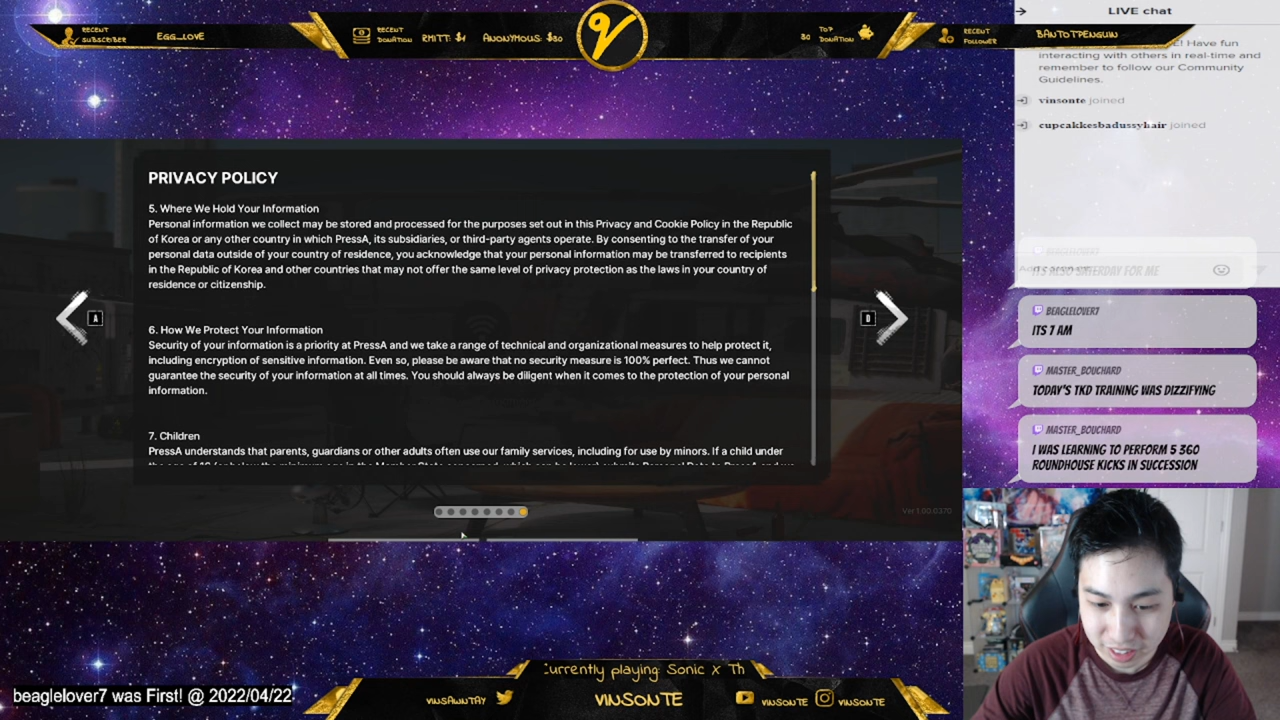 RECENT
SUBSCRIBER
EGG_LOVE
RECENT
DONATION
RMITT: $4
ANONYMOUS: $30
30
TOP
DONATION
RECENT
FOLLOWER
BANTOTPENGUIN
LIVE chat
Have fun
interacting with others in real-time and
remember to follow our Community
Guidelines.
vinsonte joined
cupcakkesbadussyhair joined
BEAGLELOVER7
ITS ALSO SATERDAY FOR ME
BEAGLELOVER7
ITS 7 AM
MASTER_BOUCHARD
TODAY'S TKD TRAINING WAS DIZZIFYING
MASTER_BOUCHARD
I WAS LEARNING TO PERFORM 5 360
ROUNDHOUSE KICKS IN SUCCESSION
PRIVACY POLICY
5. Where We Hold Your Information
Personal information we collect may be stored and processed for the purposes set out in this Privacy and Cookie Policy in the Republic
of Korea or any other country in which PressA, its subsidiaries, or third-party agents operate. By consenting to the transfer of your
personal data outside of your country of residence, you acknowledge that your personal information may be transferred to recipients
in the Republic of Korea and other countries that may not offer the same level of privacy protection as the laws in your country of
residence or citizenship.
6. How We Protect Your Information
Security of your information is a priority at PressA and we take a range of technical and organizational measures to help protect it,
including encryption of sensitive information. Even so, please be aware that no security measure is 100% perfect. Thus we cannot
guarantee the security of your information at all times. You should always be diligent when it comes to the protection of your personal
information.
7. Children
PressA understands that parents, guardians or other adults often use our family services, including for use by minors. If a child under
A
D
Ver 1.00.0370
Currently playing: Sonic x Th
beaglelover7 was First! @ 2022/04/22
VINSAWNTAY
VINSONTE
VINSONTE
VINSONTE